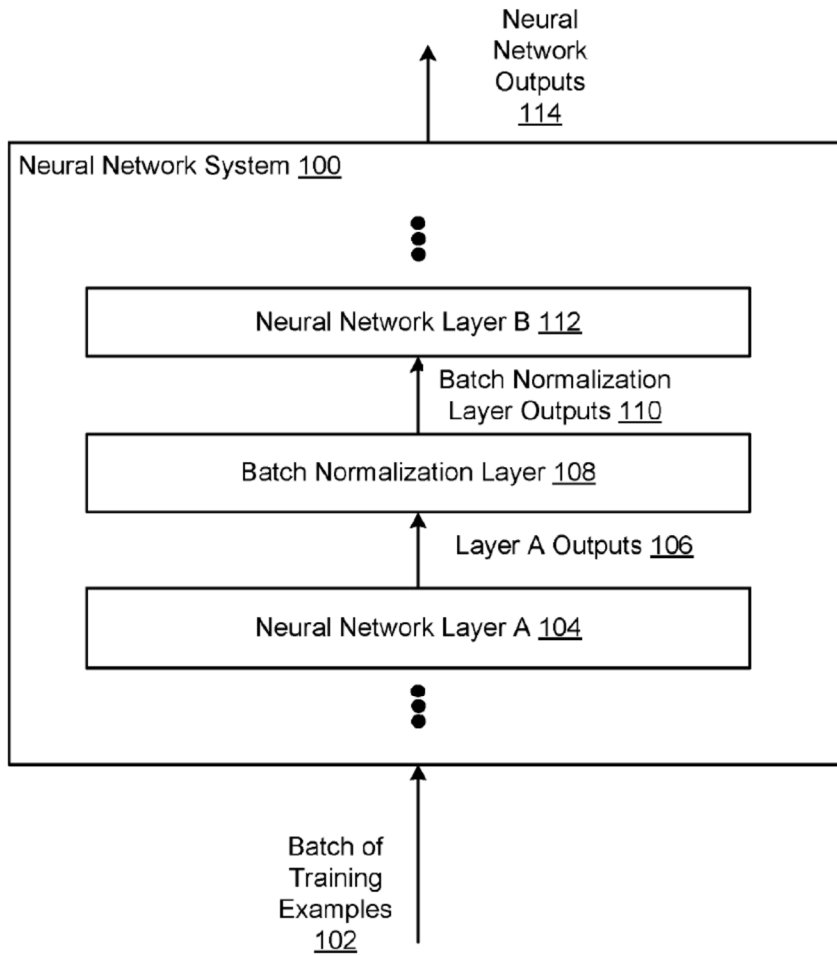 Neural
Network
Outputs
114
Neural Network System 100
Neural Network Layer B 112
Batch Normalization
Layer Outputs 110
Batch Normalization Layer 108
Layer A Outputs 106
Neural Network Layer A 104
Batch of
Training
Examples
102